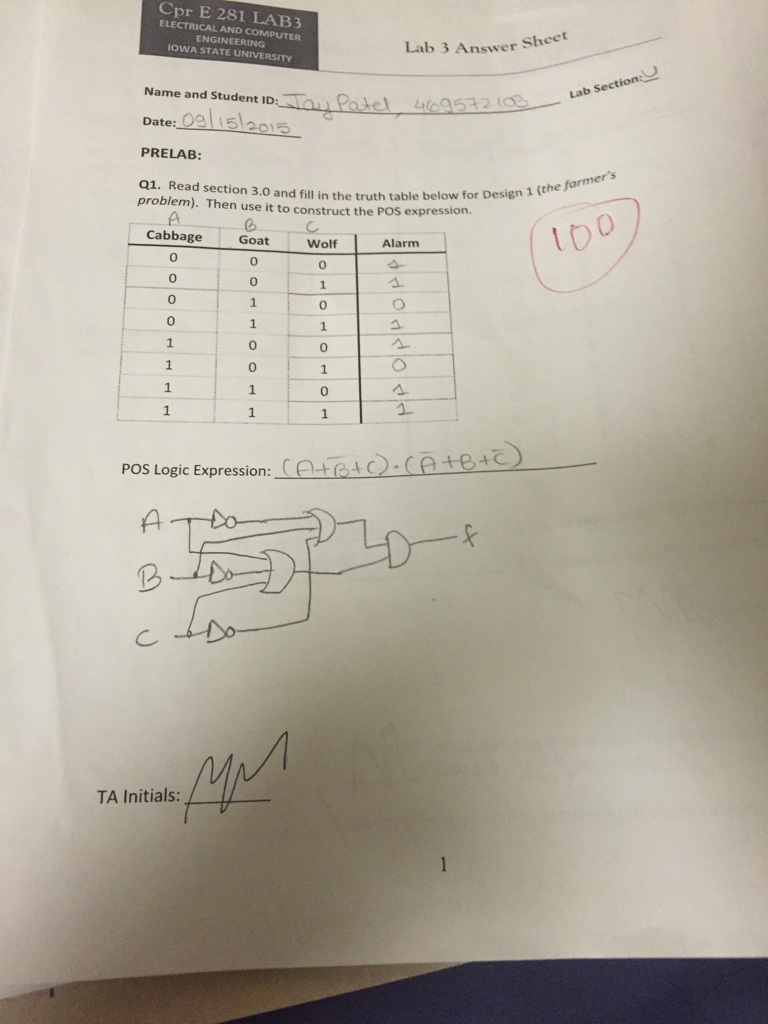 Cpr E 281 LAB3
ELECTRICAL AND COMPUTER
ENGINEERING
IOWA STATE UNIVERSITY
Lab 3 Answer Sheet
Name and Student ID: Jay Patel, 469572103
Lab Section: U
Date: 09/15/2015
PRELAB:
Q1. Read section 3.0 and fill in the truth table below for Design 1 (the farmer's
problem). Then use it to construct the POS expression.
100
A B C
Cabbage Goat Wolf Alarm
0 0 0 1
0 0 1 1
0 1 0 0
0 1 1 1
1 0 0 1
1 0 1 0
1 1 0 1
1 1 1 1
POS Logic Expression: (A+B̅+C)·(A̅+B+C̅)
A
f
B
C
TA Initials: MM
1